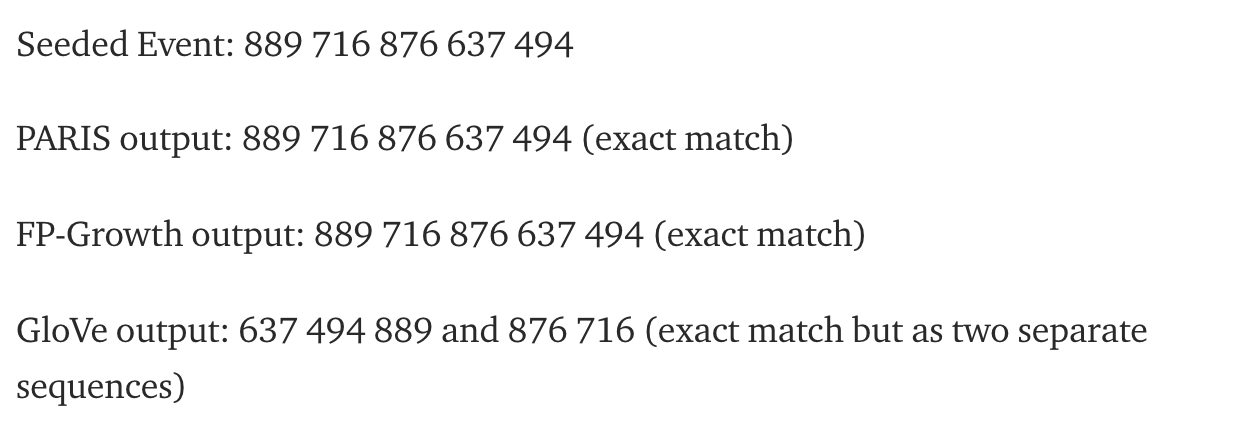 Seeded Event: 889 716 876 637 494
PARIS output: 889 716 876 637 494 (exact match)
FP-Growth output: 889 716 876 637 494 (exact match)
GloVe output: 637 494 889 and 876 716 (exact match but as two separate
sequences)